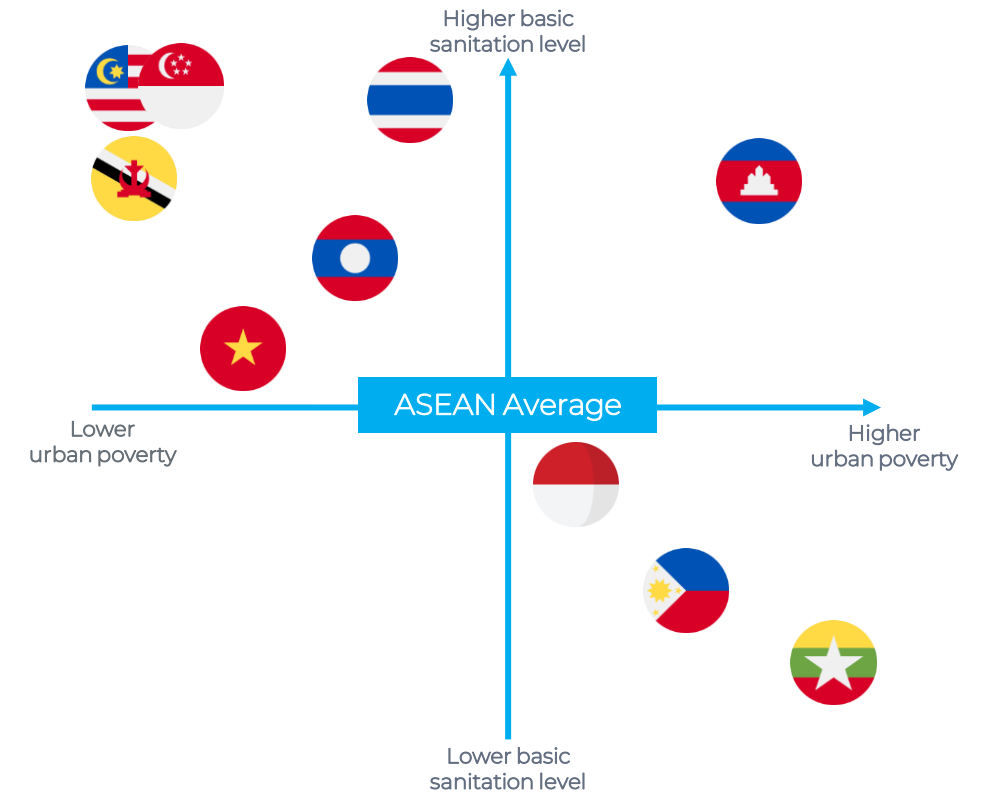 Higher basic
sanitation level
ASEAN Average
Lower
urban poverty
Higher
urban poverty
Lower basic
sanitation level